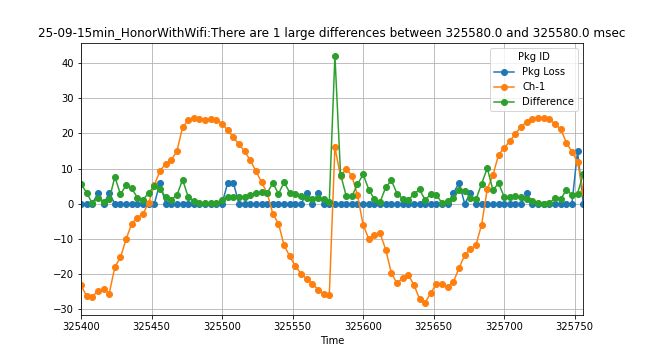 25-09-15min_HonorWithWifi:There are 1 large differences between 325580.0 and 325580.0 msec
Pkg ID
Pkg Loss
Ch-1
Difference
40
30
20
10
0
−10
−20
−30
325400 325450 325500 325550 325600 325650 325700 325750
Time